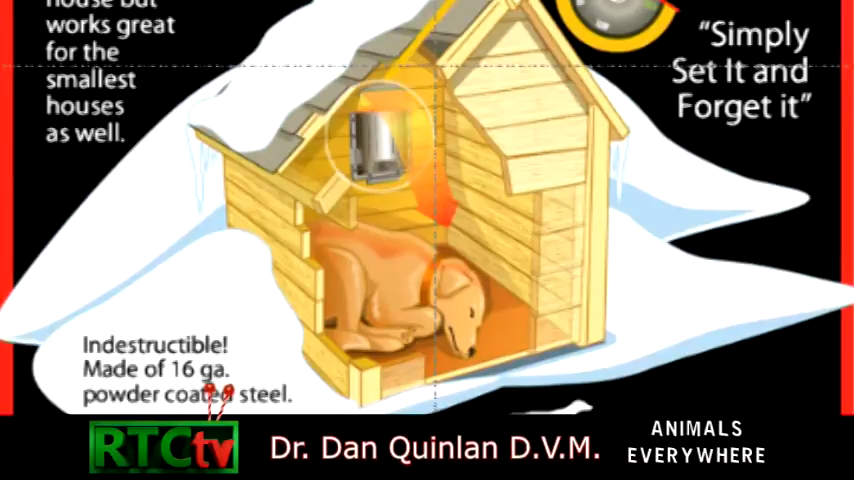 house but
works great
for the
smallest
houses
as well.
"Simply
Set It and
Forget it"
Indestructible!
Made of 16 ga.
powder coated steel.
RTCtv
Dr. Dan Quinlan D.V.M.
ANIMALS
EVERYWHERE